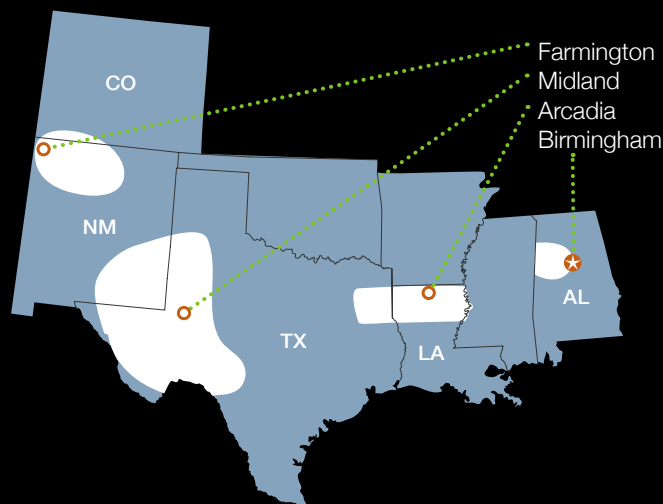 Farmington
Midland
Arcadia
Birmingham
CO
NM
TX
LA
AL